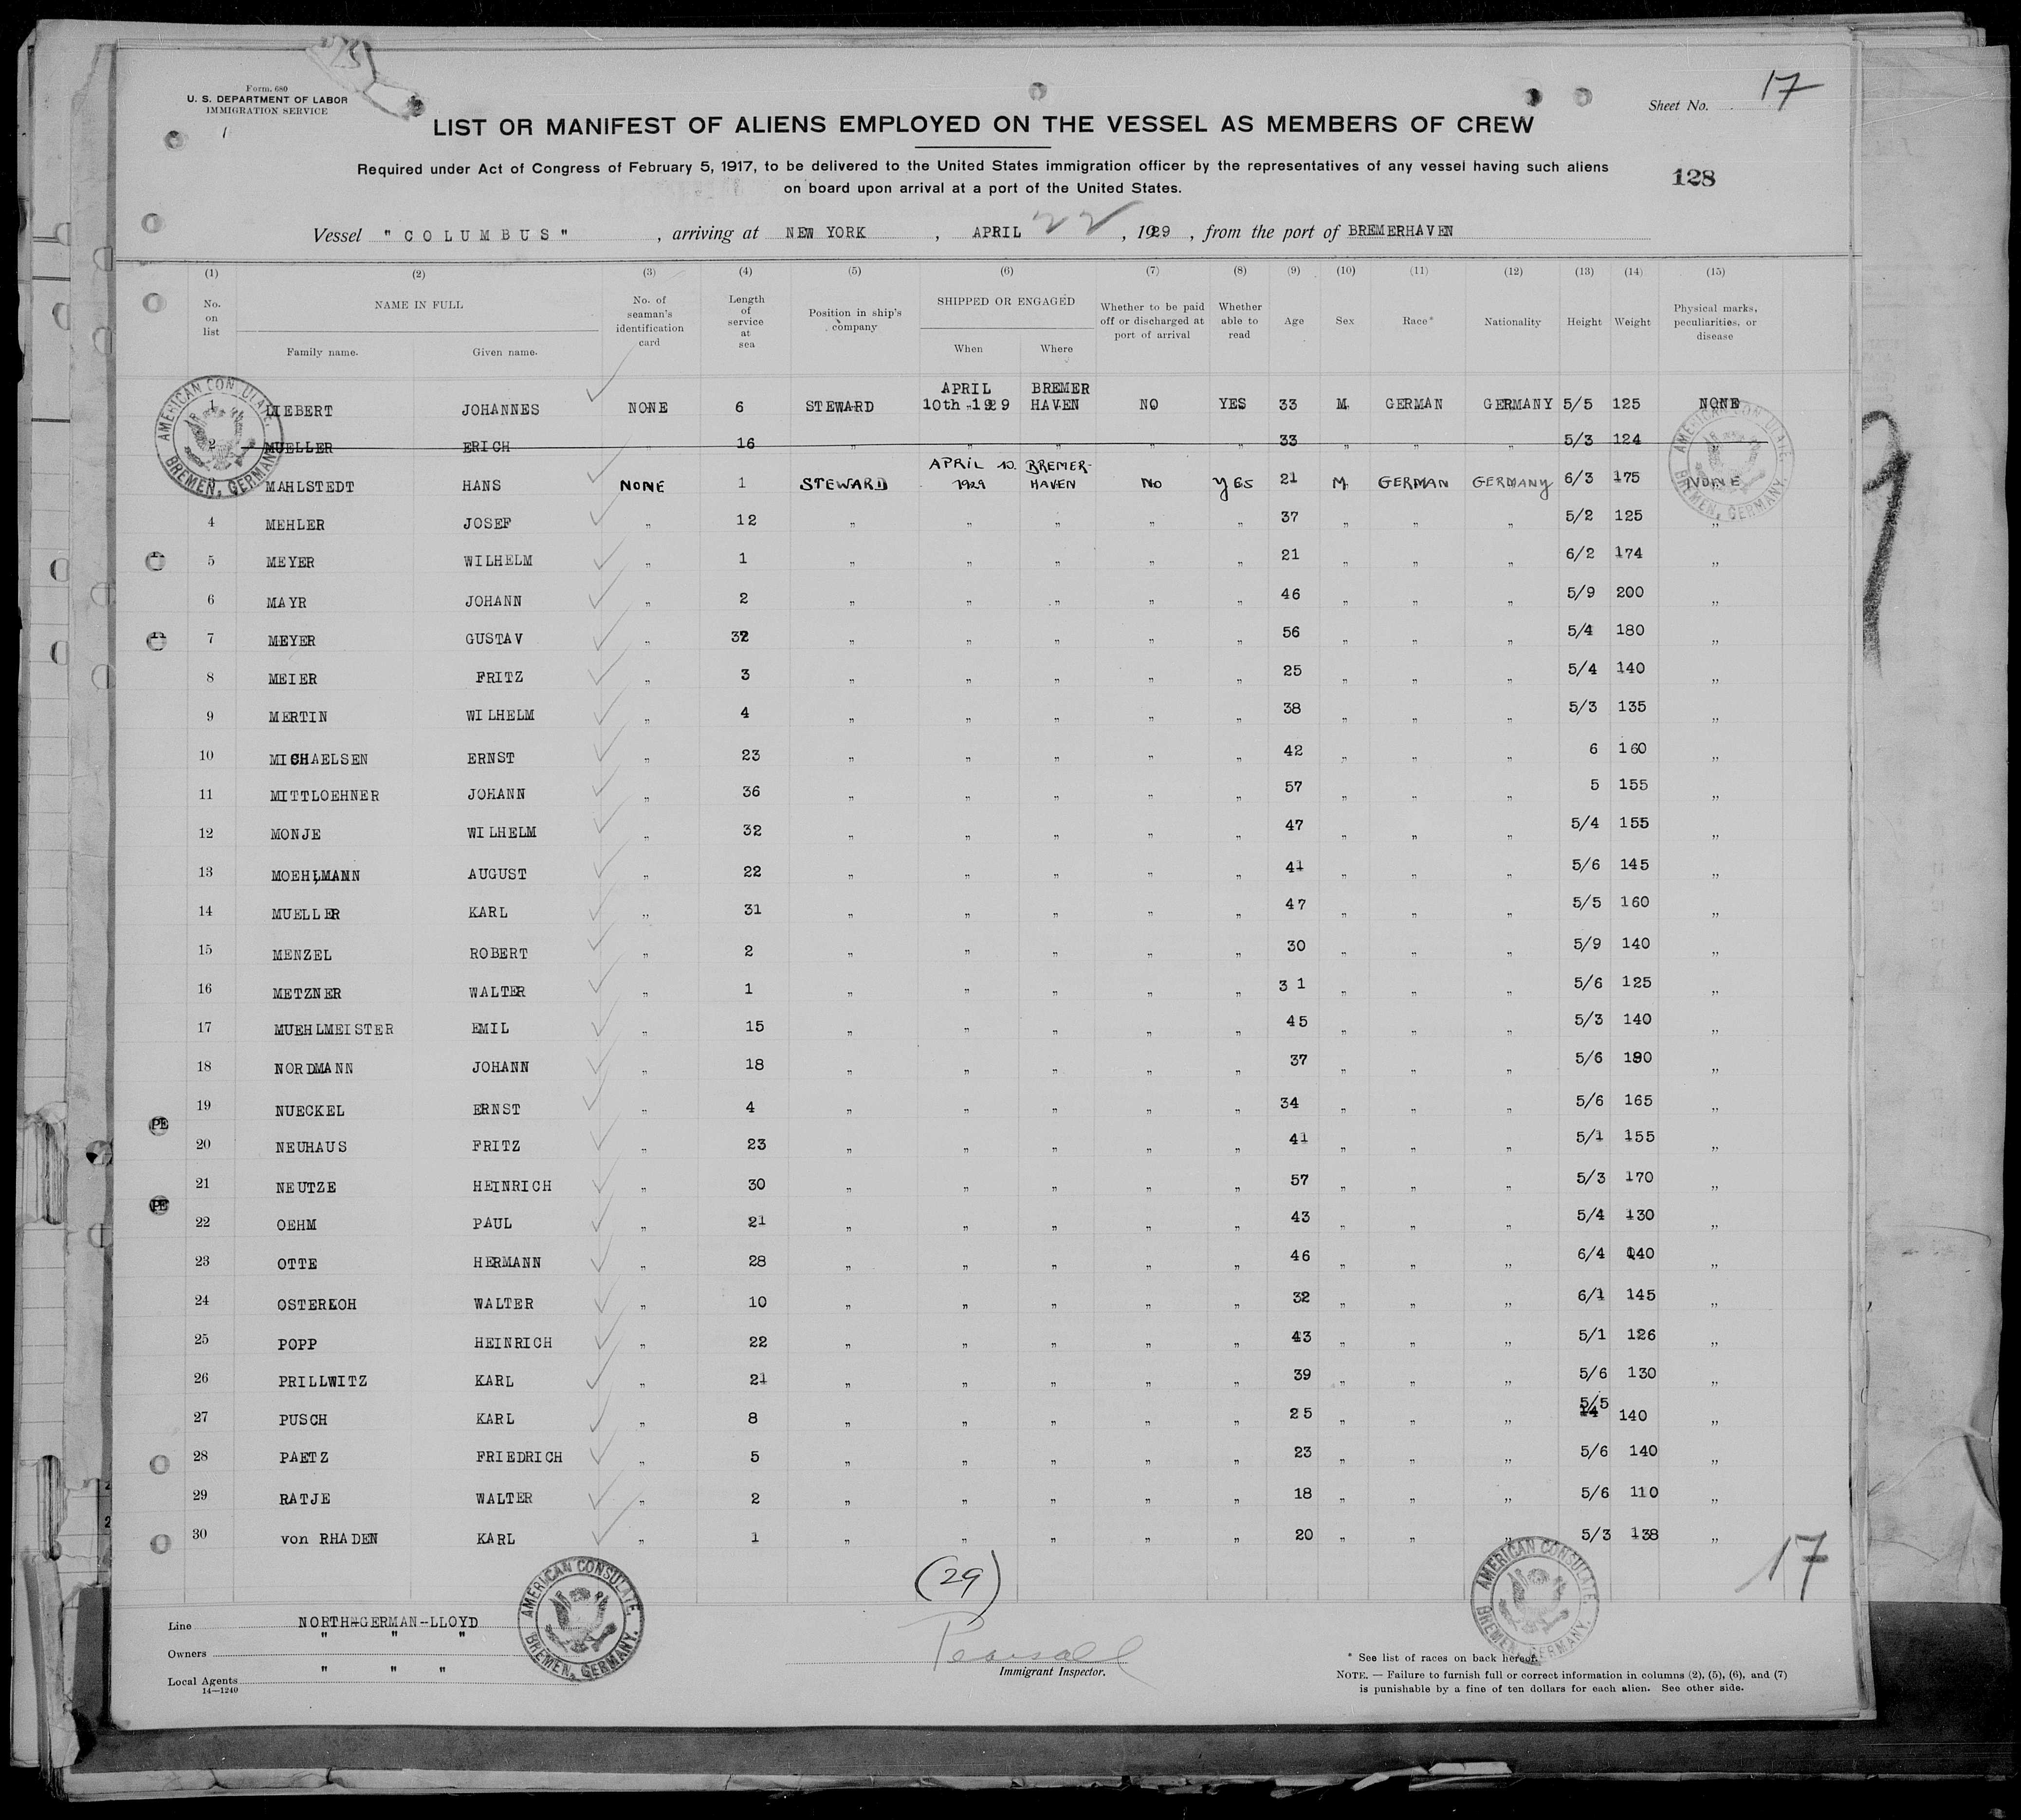 Form. 680
U. S. DEPARTMENT OF LABOR
IMMIGRATION SERVICE
Sheet No. 17
LIST OR MANIFEST OF ALIENS EMPLOYED ON THE VESSEL AS MEMBERS OF CREW
Required under Act of Congress of February 5, 1917, to be delivered to the United States immigration officer by the representatives of any vessel having such aliens
on board upon arrival at a port of the United States.
128
Vessel "COLUMBUS", arriving at NEW YORK, APRIL 22, 1929, from the port of BREMERHAVEN
(1) (2) (3) (4) (5) (6) (7) (8) (9) (10) (11) (12) (13) (14) (15)
No. on list
NAME IN FULL
Family name. Given name.
No. of seaman's identification card
Length of service at sea
Position in ship's company
SHIPPED OR ENGAGED
When Where
Whether to be paid off or discharged at port of arrival
Whether able to read
Age Sex Race* Nationality Height Weight
Physical marks, peculiarities, or disease
1 LIEBERT JOHANNES NONE 6 STEWARD APRIL 10th 1929 BREMER HAVEN NO YES 33 M GERMAN GERMANY 5/5 125 NONE
2 MUELLER ERICH " 16 " " " " " 33 " " " 5/3 124
MAHLSTEDT HANS NONE 1 STEWARD APRIL 10. 1929 BREMER-HAVEN NO YES 21 M GERMAN GERMANY 6/3 175 NONE
4 MEHLER JOSEF " 12 " " " " " 37 " " " 5/2 125 "
5 MEYER WILHELM " 1 " " " " " 21 " " " 6/2 174 "
6 MAYR JOHANN " 2 " " " " " 46 " " " 5/9 200 "
7 MEYER GUSTAV " 32 " " " " " 56 " " " 5/4 180 "
8 MEIER FRITZ " 3 " " " " " 25 " " " 5/4 140 "
9 MERTIN WILHELM " 4 " " " " " 38 " " " 5/3 135 "
10 MICHAELSEN ERNST " 23 " " " " " 42 " " " 6 160 "
11 MITTLOEHNER JOHANN " 36 " " " " " 57 " " " 5 155 "
12 MONJE WILHELM " 32 " " " " " 47 " " " 5/4 155 "
13 MOEHLMANN AUGUST " 22 " " " " " 41 " " " 5/6 145 "
14 MUELLER KARL " 31 " " " " " 47 " " " 5/5 160 "
15 MENZEL ROBERT " 2 " " " " " 30 " " " 5/9 140 "
16 METZNER WALTER " 1 " " " " " 31 " " " 5/6 125 "
17 MUEHLMEISTER EMIL " 15 " " " " " 45 " " " 5/3 140 "
18 NORDMANN JOHANN " 18 " " " " " 37 " " " 5/6 "
19 NUECKEL ERNST " 4 " " " " " 34 " " " 5/6 165 "
20 NEUHAUS FRITZ " 23 " " " " " 41 " " " 5/1 155 "
21 NEUTZE HEINRICH " 30 " " " " " 57 " " " 5/3 170 "
22 OEHM PAUL " 21 " " " " " 43 " " " 5/4 130 "
23 OTTE HERMANN " 28 " " " " " 46 " " " 6/4 140 "
24 OSTERLOH WALTER " 10 " " " " " 32 " " " 6/1 145 "
25 POPP HEINRICH " 22 " " " " " 43 " " " 5/1 126 "
26 PRILLWITZ KARL " 21 " " " " " 39 " " " 5/6 130 "
27 PUSCH KARL " 8 " " " " " 25 " " " 5/5 140 "
28 PAETZ FRIEDRICH " 5 " " " " " 23 " " " 5/6 140 "
29 RATJE WALTER " 2 " " " " " 18 " " " 5/6 110 "
30 von RHADEN KARL " 1 " " " " " 20 " " " 5/3 138 "
AMERICAN CONSULATE. BREMEN, GERMANY.
AMERICAN CONSULATE. BREMEN, GERMANY.
(29)
17
Line NORTH-GERMAN-LLOYD
Owners " " "
Local Agents " " "
14—1240
AMERICAN CONSULATE. BREMEN, GERMANY.
Pearsall
Immigrant Inspector.
AMERICAN CONSULATE. BREMEN, GERMANY.
* See list of races on back hereof.
NOTE. — Failure to furnish full or correct information in columns (2), (5), (6), and (7)
is punishable by a fine of ten dollars for each alien. See other side.